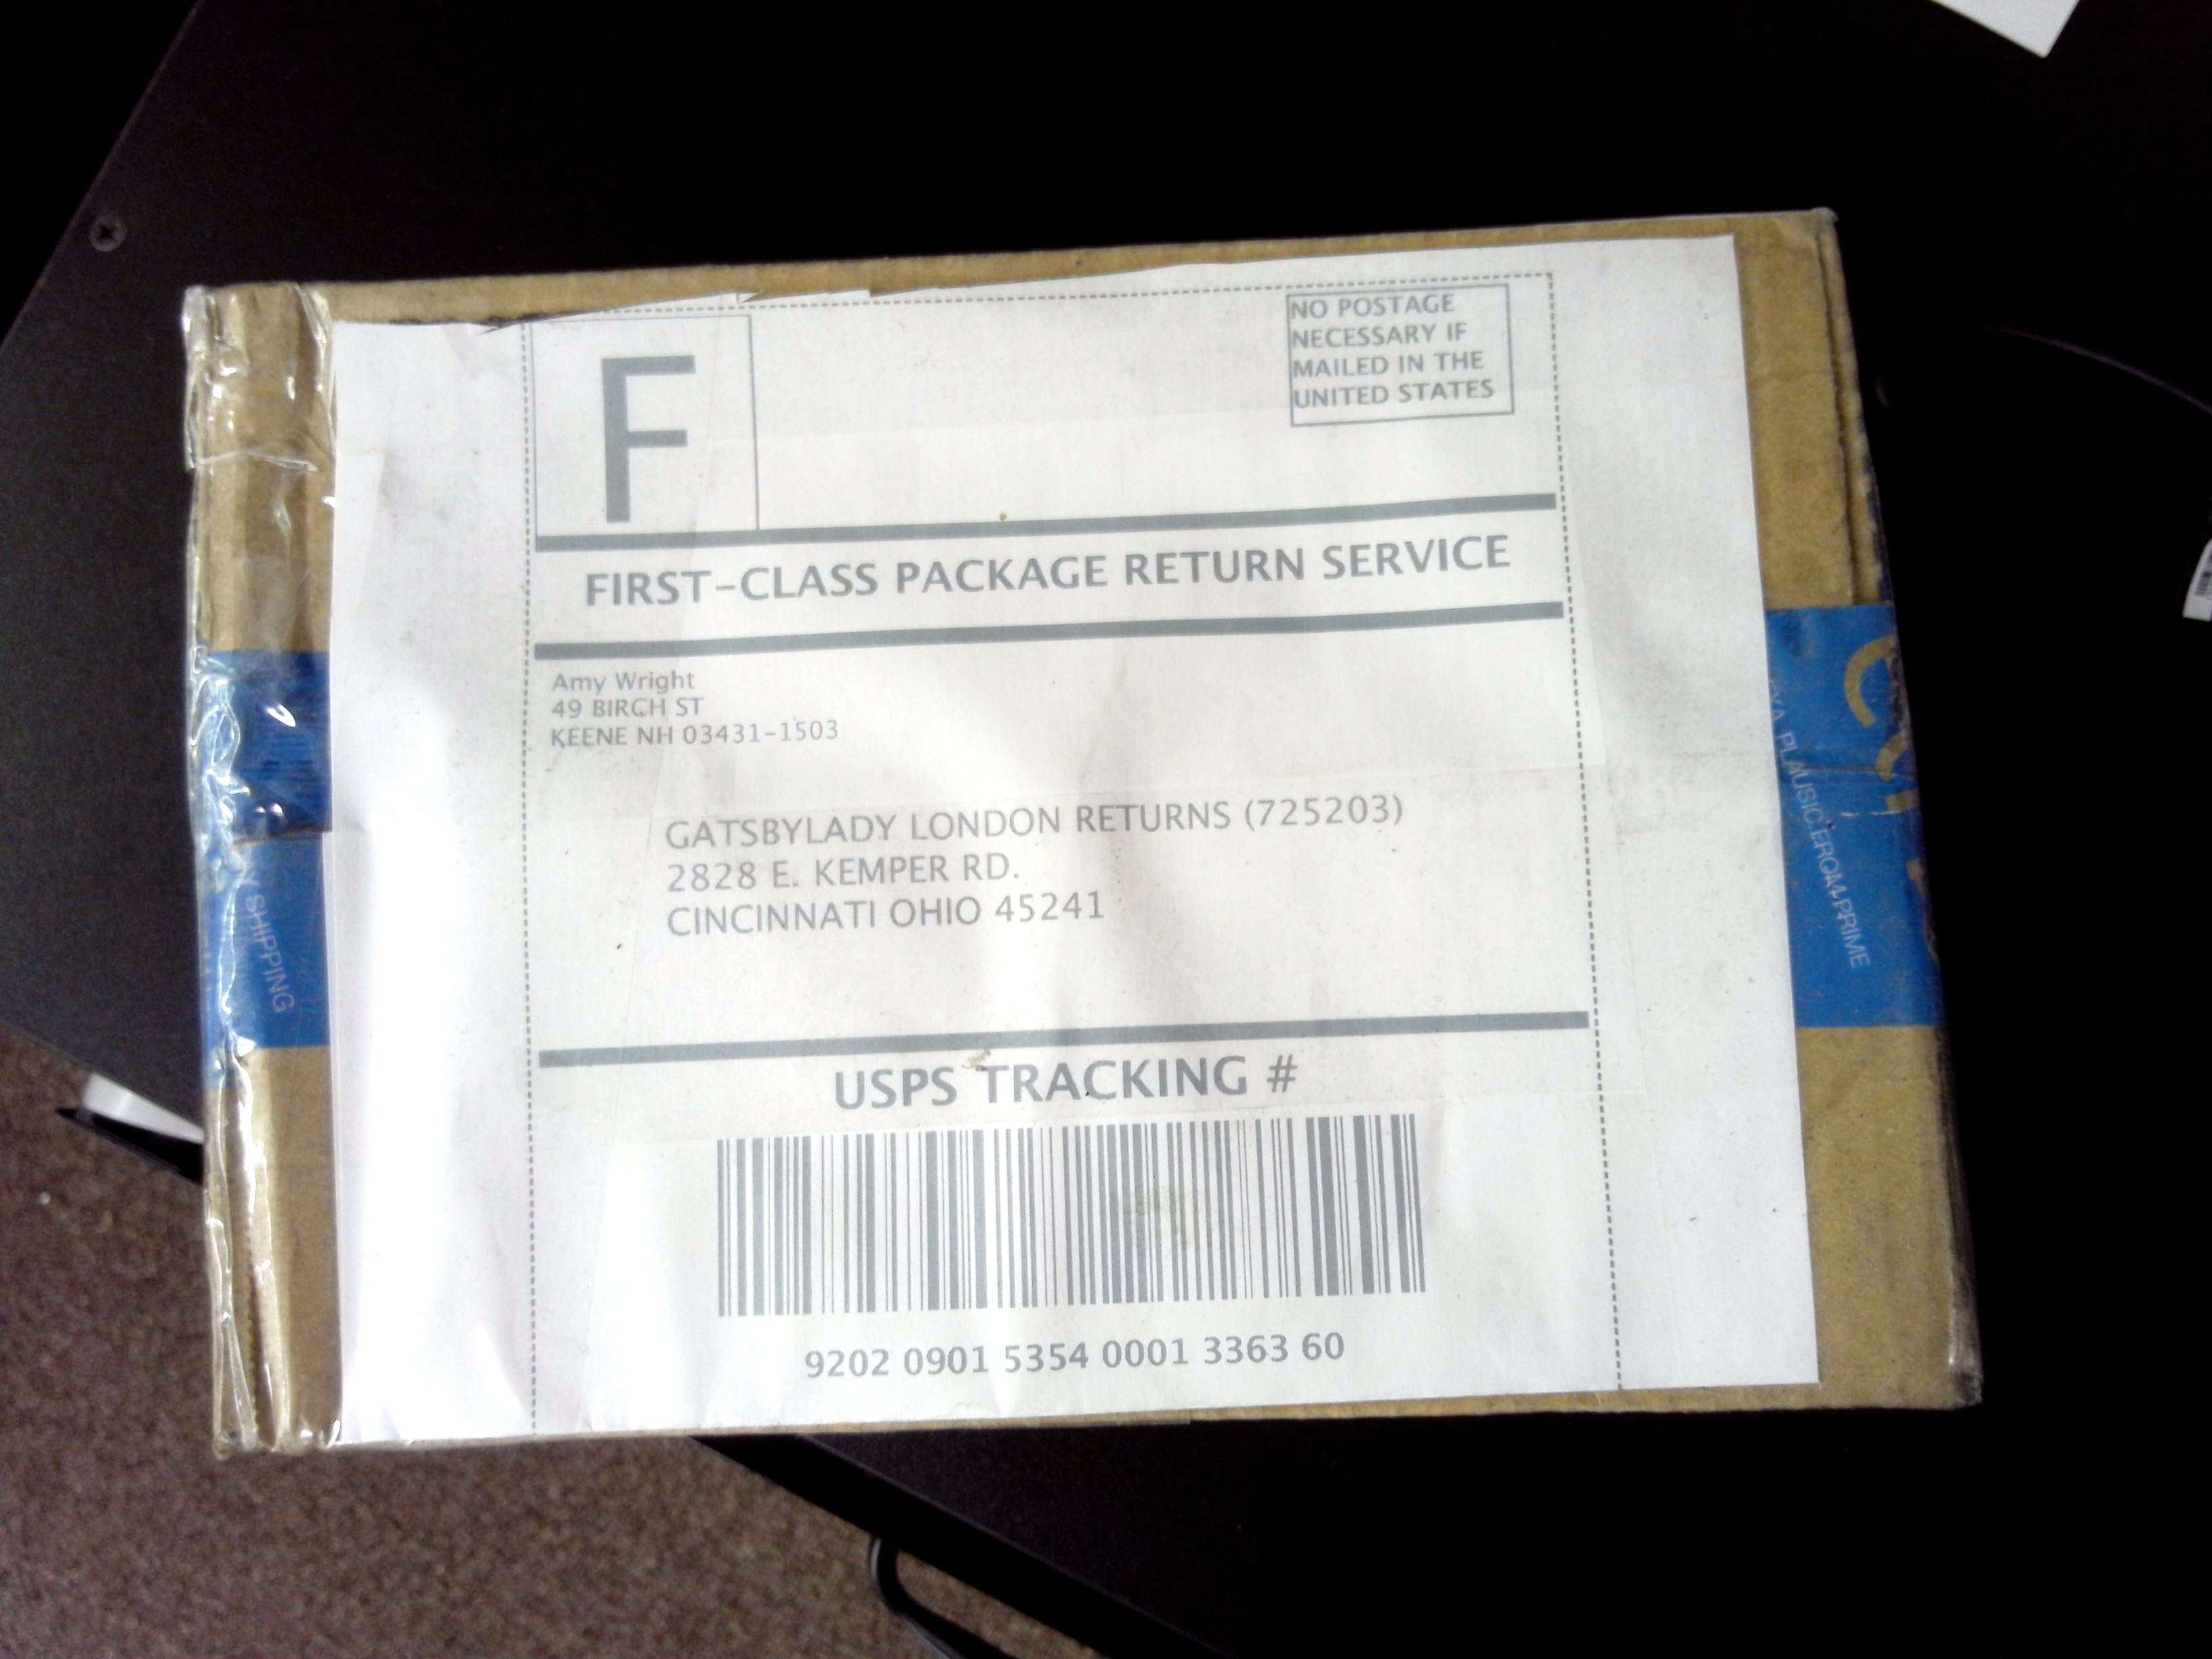 F
NO POSTAGE
NECESSARY IF
MAILED IN THE
UNITED STATES
FIRST-CLASS PACKAGE RETURN SERVICE
Amy Wright
49 BIRCH ST
KEENE NH 03431-1503
GATSBYLADY LONDON RETURNS (725203)
2828 E. KEMPER RD.
CINCINNATI OHIO 45241
USPS TRACKING #
9202 0901 5354 0001 3363 60
SHIPPING
PRIME